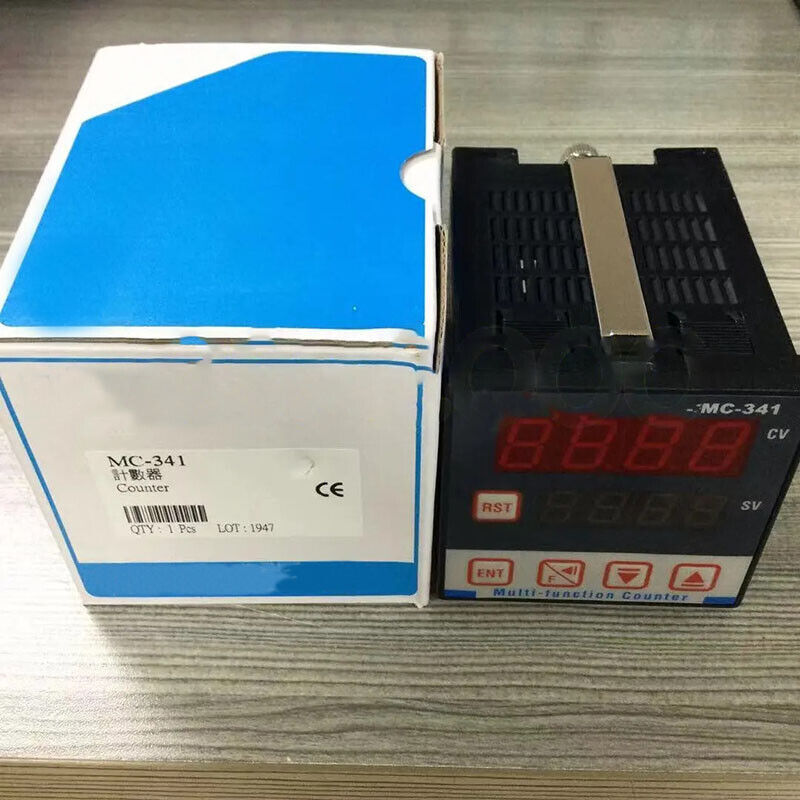 MC-341
計數器
Counter
CE
QTY : 1 Pcs LOT : 1947
MC-341
CV
RST
SV
ENT
F
Multi-function Counter